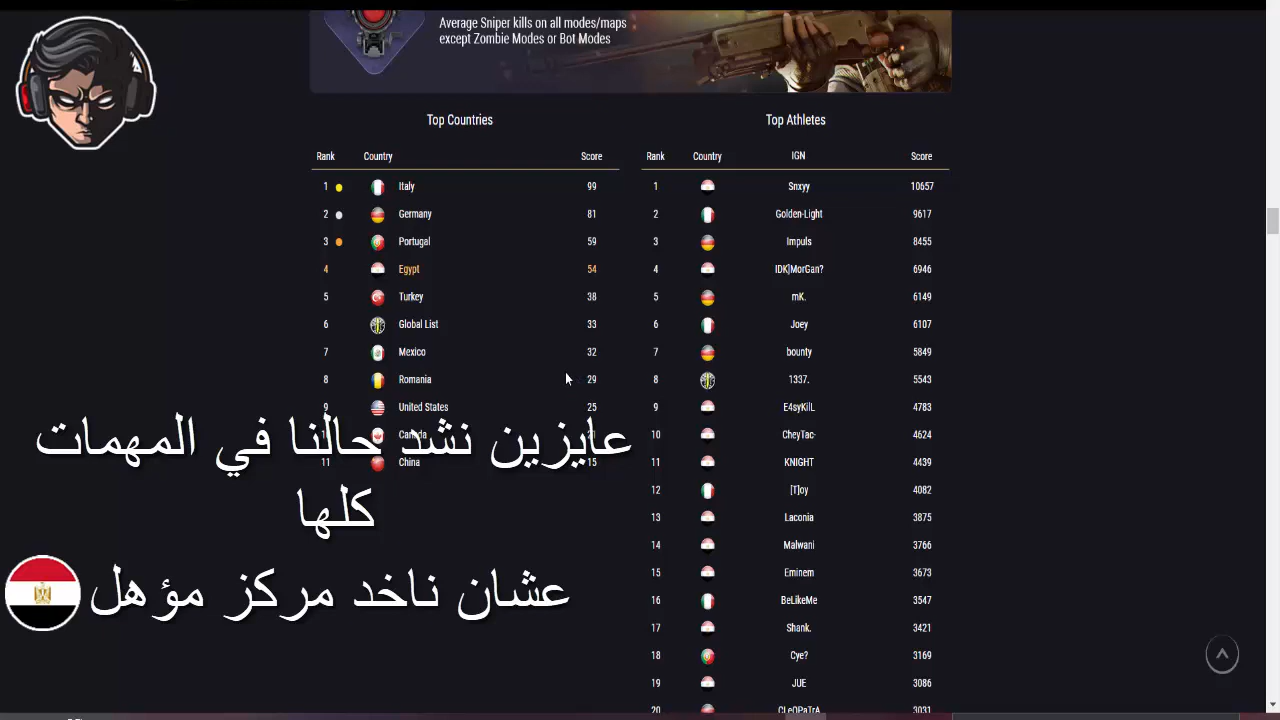 Average Sniper kills on all modes/maps
except Zombie Modes or Bot Modes
Top Countries
Rank Country Score
1 Italy 99
2 Germany 81
3 Portugal 59
4 Egypt 54
5 Turkey 38
6 Global List 33
7 Mexico 32
8 Romania 29
9 United States 25
Canada
11 China 15
Top Athletes
Rank Country IGN Score
1 Snxyy 10657
2 Golden-Light 9617
3 Impuls 8455
4 IDK]MorGan? 6946
5 mK. 6149
6 Joey 6107
7 bounty 5849
8 1337. 5543
9 E4syKilL 4783
10 CheyTac- 4624
11 KNIGHT 4439
12 [T]oy 4082
13 Laconia 3875
14 Malwani 3766
15 Eminem 3673
16 BeLikeMe 3547
17 Shank. 3421
18 Cye? 3169
19 JUE 3086
20 CLeOPaTrA 3031
عايزين نشد حالنا في المهمات
كلها
عشان ناخد مركز مؤهل